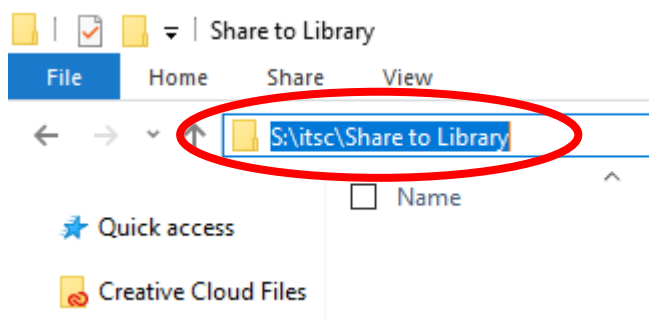 Share to Library
File Home Share View
S:\itsc\Share to Library
Name
Quick access
Creative Cloud Files